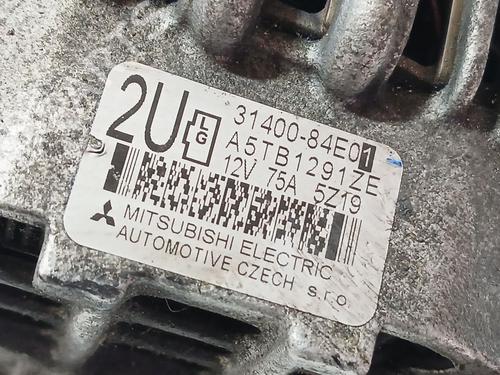 2U
LG
31400-84E01
A5TB1291ZE
12V 75A 5Z19
MITSUBISHI ELECTRIC
AUTOMOTIVE CZECH s.r.o.